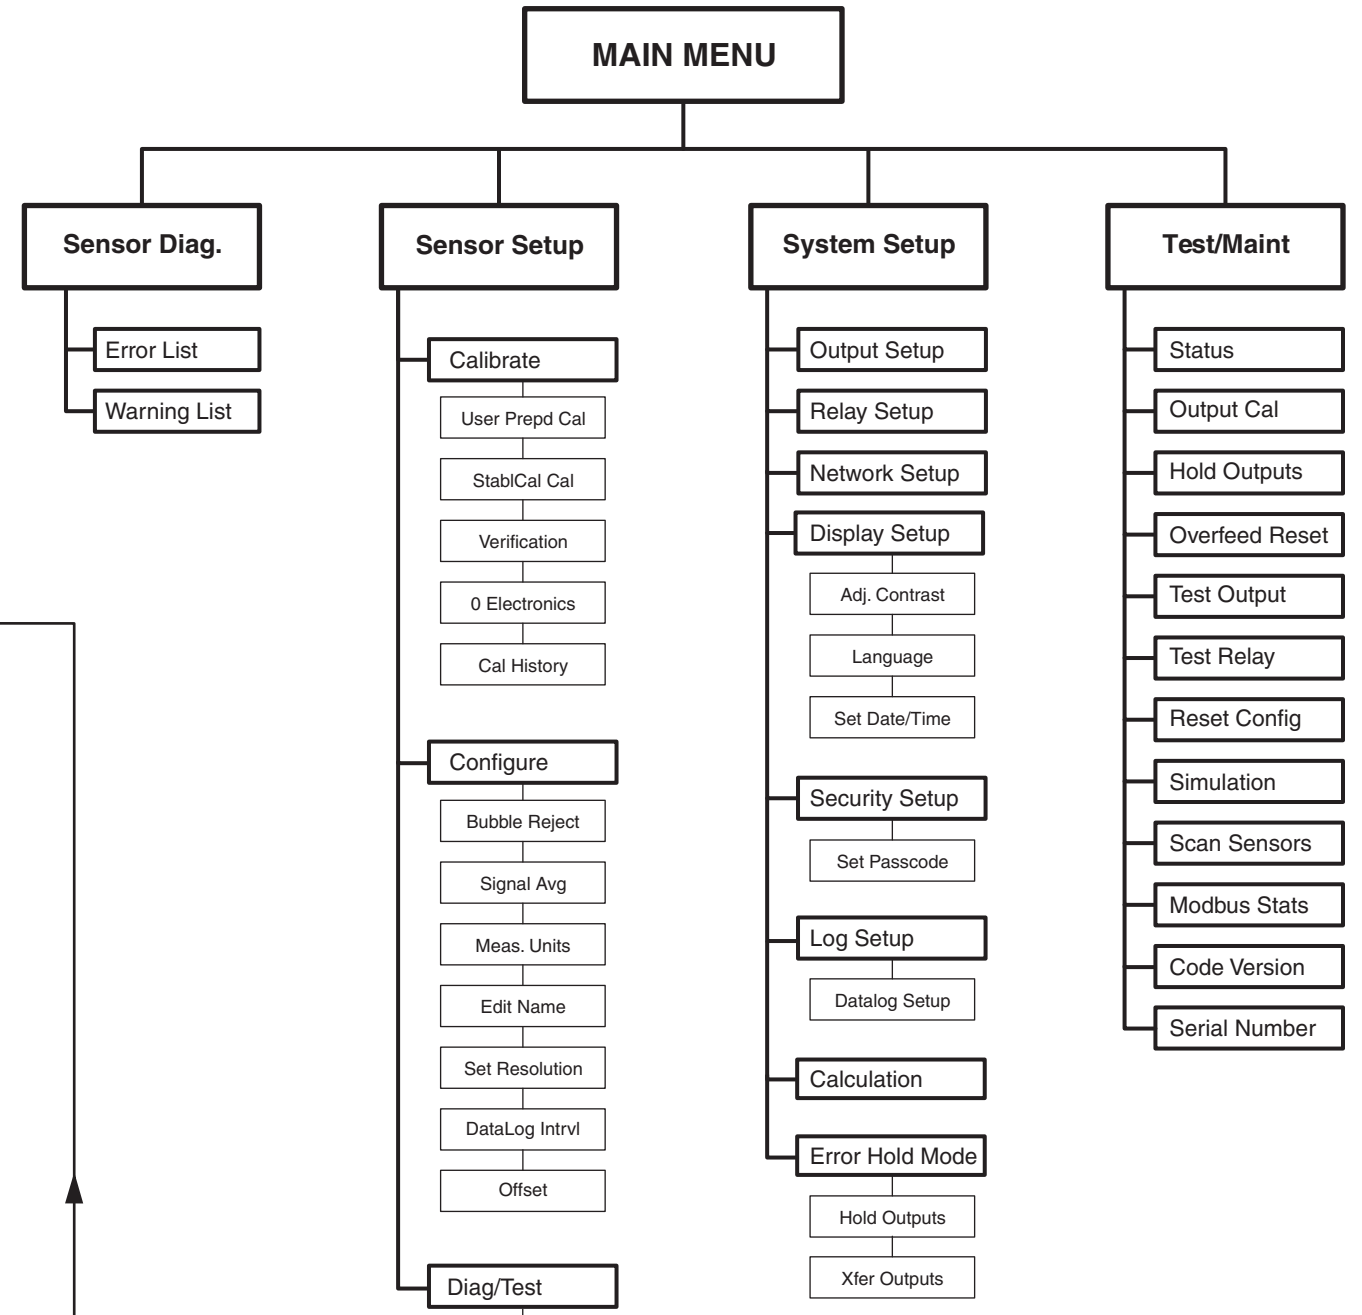 MAIN MENU
Sensor Diag.
Error List
Warning List
Sensor Setup
Calibrate
User Prepd Cal
StablCal Cal
Verification
0 Electronics
Cal History
Configure
Bubble Reject
Signal Avg
Meas. Units
Edit Name
Set Resolution
DataLog Intrvl
Offset
Diag/Test
System Setup
Output Setup
Relay Setup
Network Setup
Display Setup
Adj. Contrast
Language
Set Date/Time
Security Setup
Set Passcode
Log Setup
Datalog Setup
Calculation
Error Hold Mode
Hold Outputs
Xfer Outputs
Test/Maint
Status
Output Cal
Hold Outputs
Overfeed Reset
Test Output
Test Relay
Reset Config
Simulation
Scan Sensors
Modbus Stats
Code Version
Serial Number